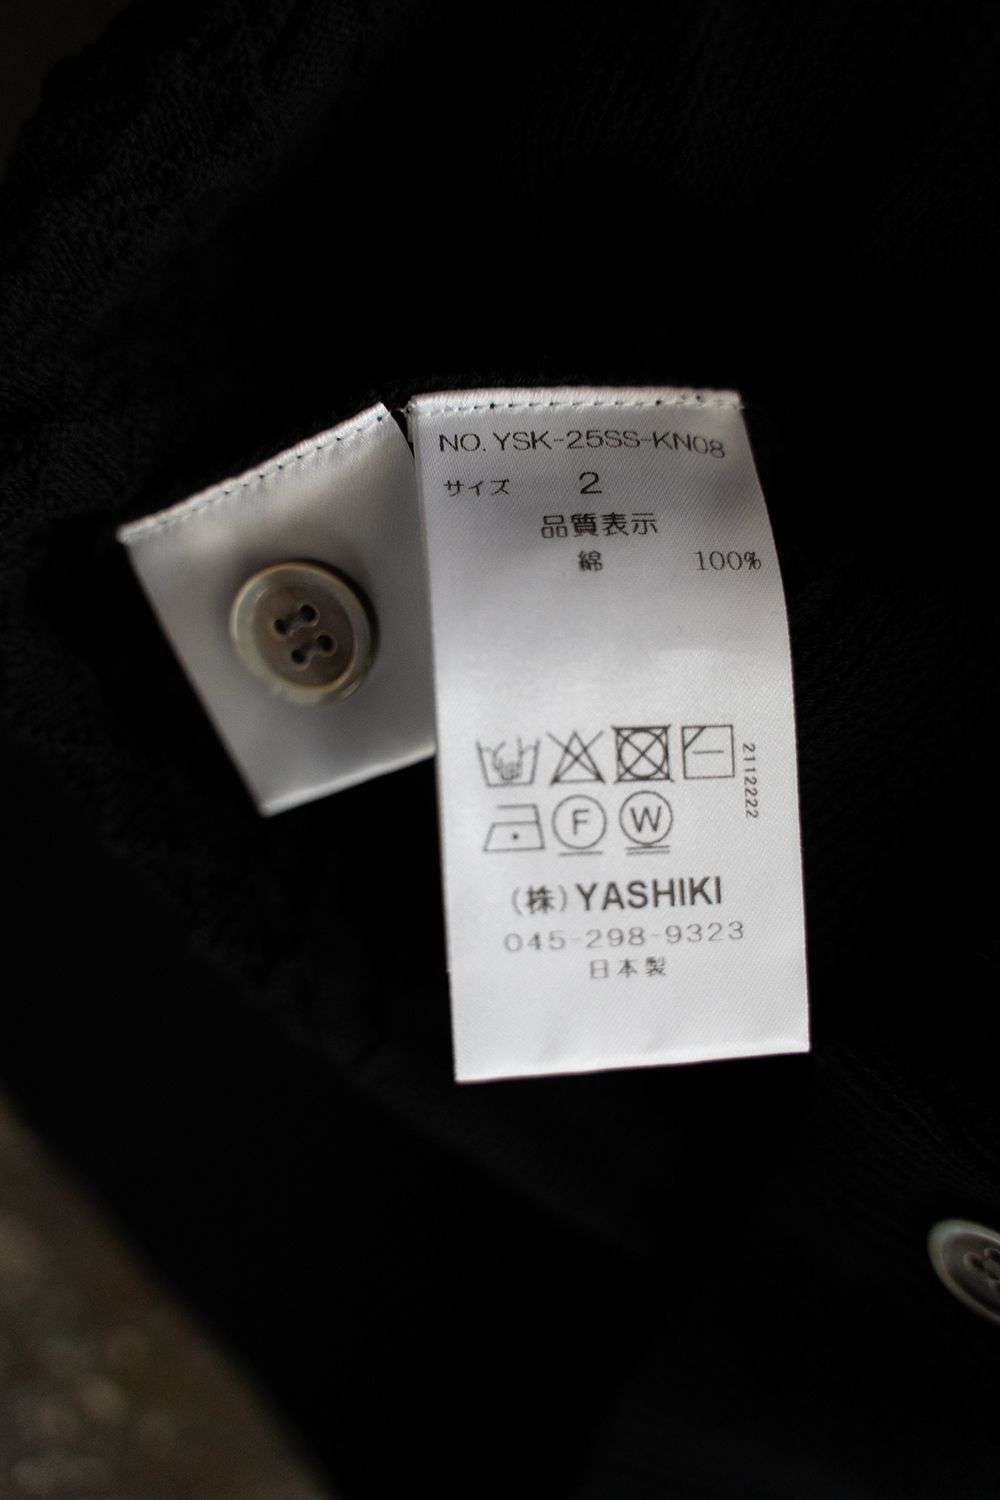 NO. YSK-25SS-KN08
サイズ 2
品質表示
綿 100%
2112222
F W
(株) YASHIKI
045-298-9323
日本製